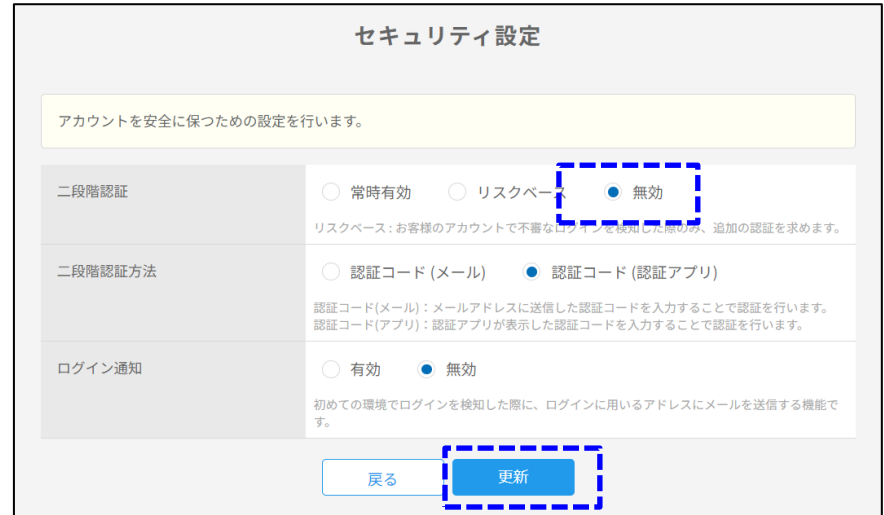 セキュリティ設定
アカウントを安全に保つための設定を行います。
二段階認証
常時有効 リスクベース 無効
リスクベース : お客様のアカウントで不審なログインを検知した際のみ、追加の認証を求めます。
二段階認証方法
認証コード (メール) 認証コード (認証アプリ)
認証コード(メール)：メールアドレスに送信した認証コードを入力することで認証を行います。
認証コード(アプリ)：認証アプリが表示した認証コードを入力することで認証を行います。
ログイン通知
有効 無効
初めての環境でログインを検知した際に、ログインに用いるアドレスにメールを送信する機能で
す。
戻る 更新